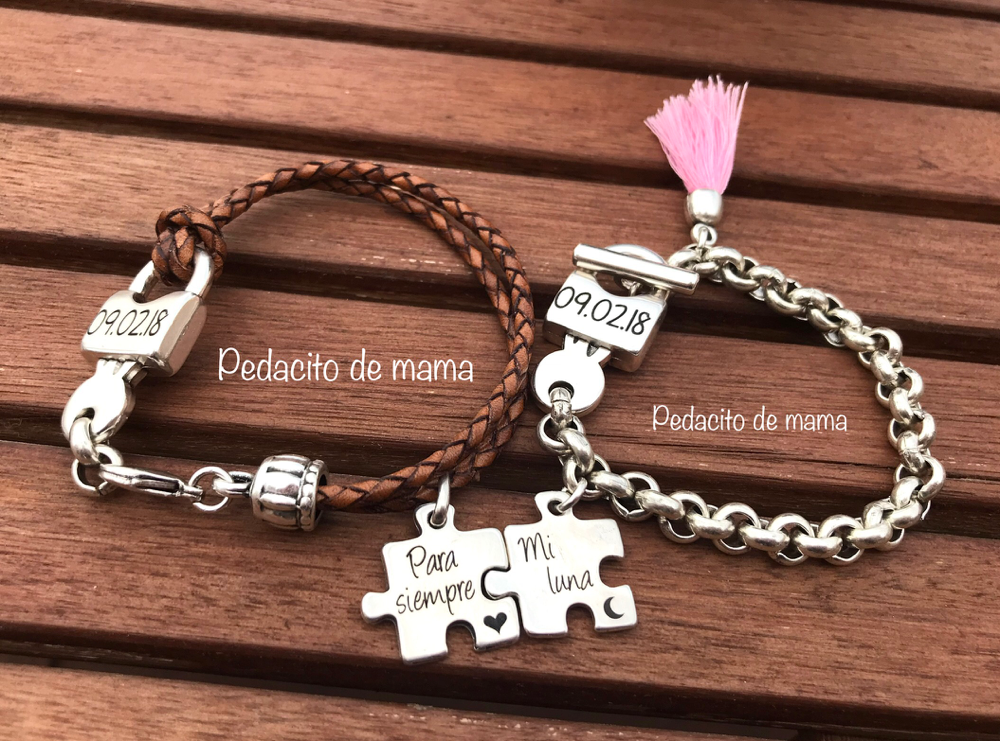 09.02.18
09.02.18
Pedacito de mama
Pedacito de mama
Para
siempre
Mi
luna